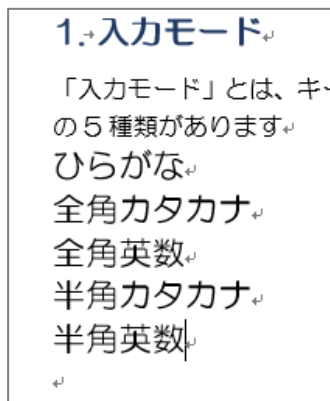 1.入力モード
「入力モード」とは、キー
の5種類があります
ひらがな
全角カタカナ
全角英数
半角カタカナ
半角英数